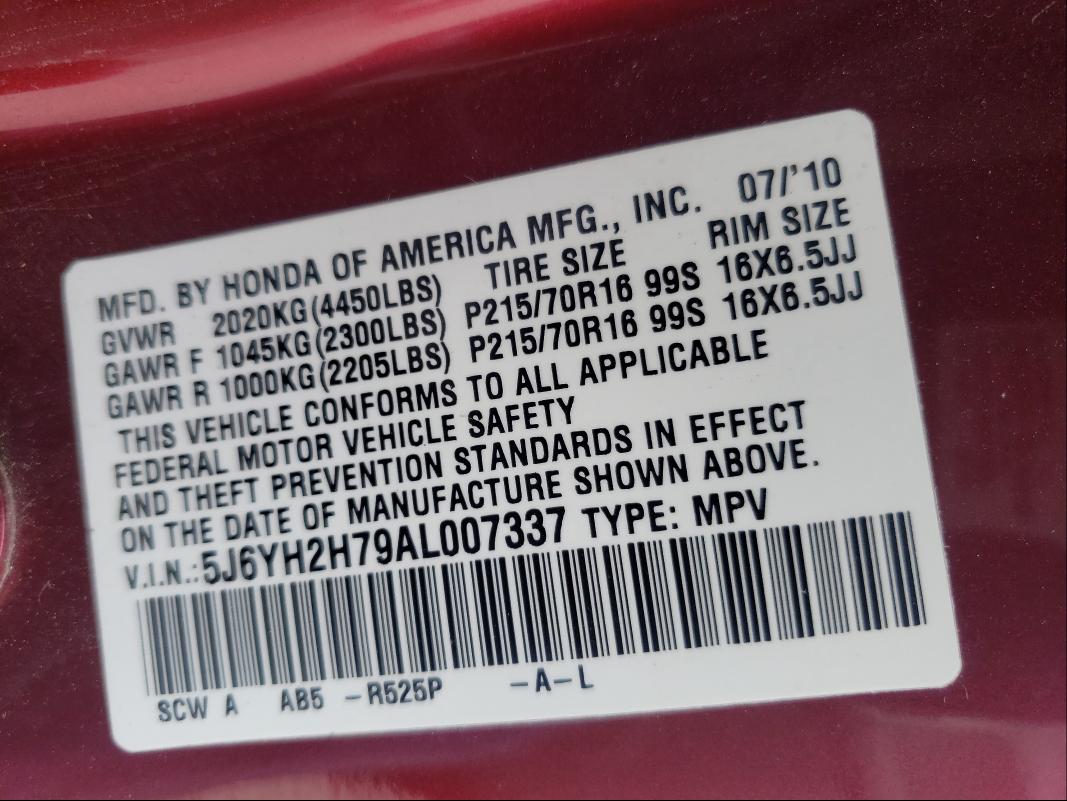 MFD. BY HONDA OF AMERICA MFG., INC. 07/'10
GVWR 2020KG(4450LBS) TIRE SIZE RIM SIZE
GAWR F 1045KG(2300LBS) P215/70R16 99S 16X6.5JJ
GAWR R 1000KG(2205LBS) P215/70R16 99S 16X6.5JJ
THIS VEHICLE CONFORMS TO ALL APPLICABLE
FEDERAL MOTOR VEHICLE SAFETY
AND THEFT PREVENTION STANDARDS IN EFFECT
ON THE DATE OF MANUFACTURE SHOWN ABOVE.
V.I.N.:5J6YH2H79AL007337 TYPE: MPV
SCW A AB5 -R525P -A-L